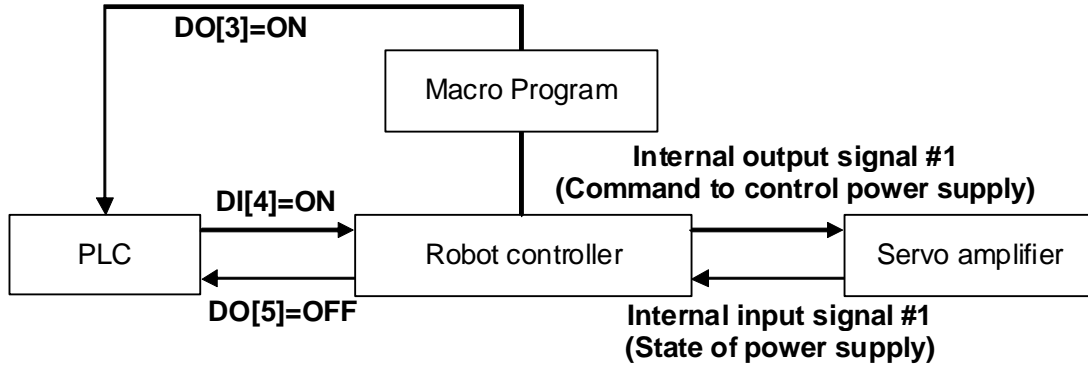 DO[3]=ON
Macro Program
Internal output signal #1
(Command to control power supply)
DI[4]=ON
PLC
Robot controller
Servo amplifier
DO[5]=OFF
Internal input signal #1
(State of power supply)